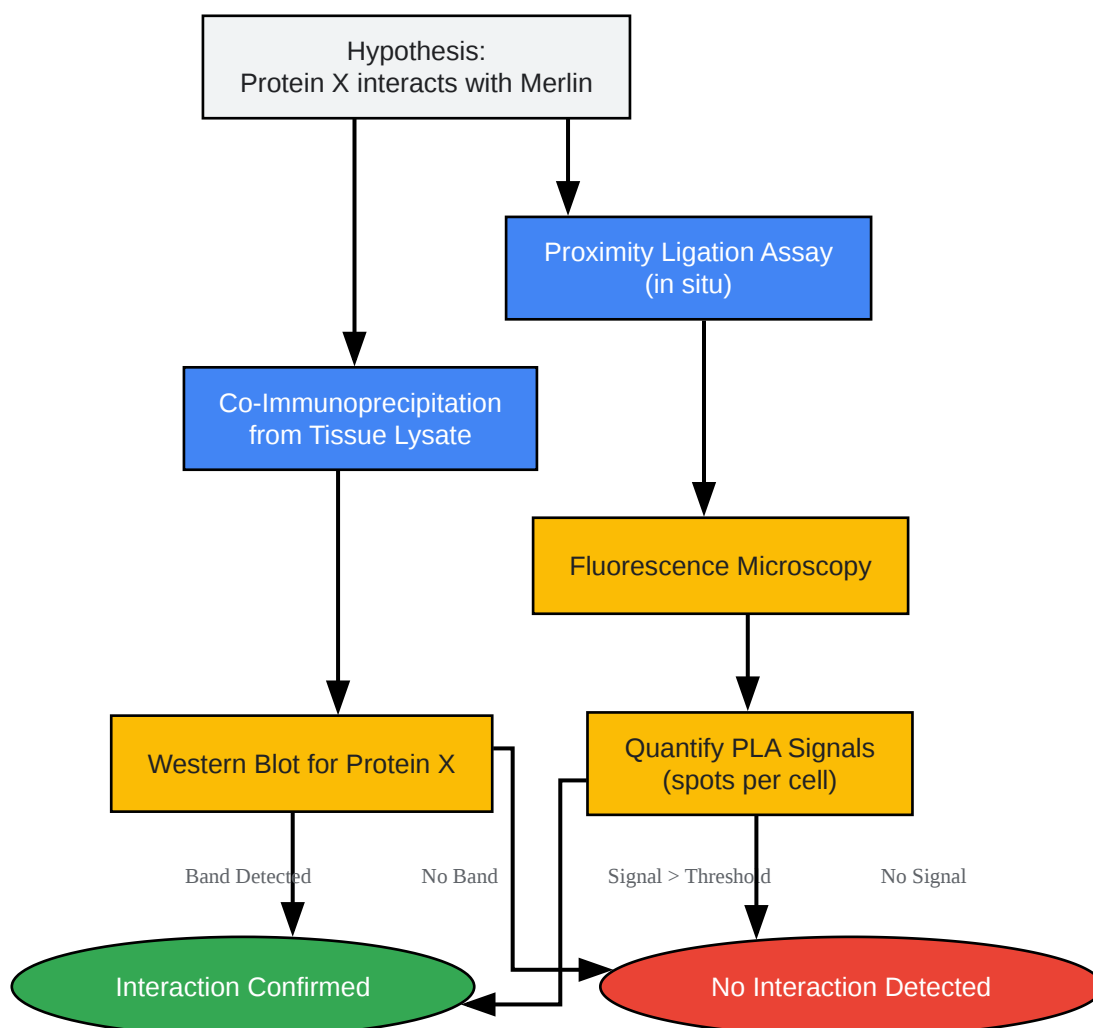 Hypothesis:
Protein X interacts with Merlin
Proximity Ligation Assay
(in situ)
Co-Immunoprecipitation
from Tissue Lysate
Fluorescence Microscopy
Western Blot for Protein X
Quantify PLA Signals
(spots per cell)
Band Detected
No Band
Signal > Threshold
No Signal
Interaction Confirmed
No Interaction Detected